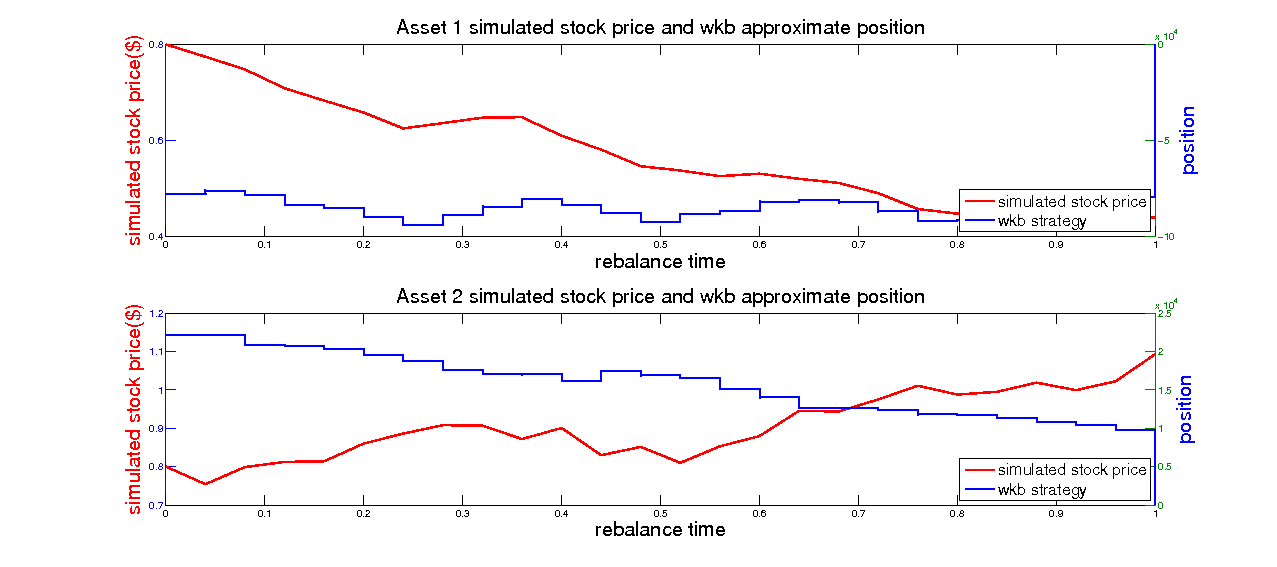 Asset 1 simulated stock price and wkb approximate position
x 10^4
0.8 0
0.6 -5
0.4 -10
simulated stock price($)
position
simulated stock price
wkb strategy
0 0.1 0.2 0.3 0.4 0.5 0.6 0.7 0.8 0.9 1
rebalance time
Asset 2 simulated stock price and wkb approximate position
x 10^4
1.2 2.5
1.1 2
1 1.5
0.9 1
0.8 0.5
0.7 0
simulated stock price($)
position
simulated stock price
wkb strategy
0 0.1 0.2 0.3 0.4 0.5 0.6 0.7 0.8 0.9 1
rebalance time